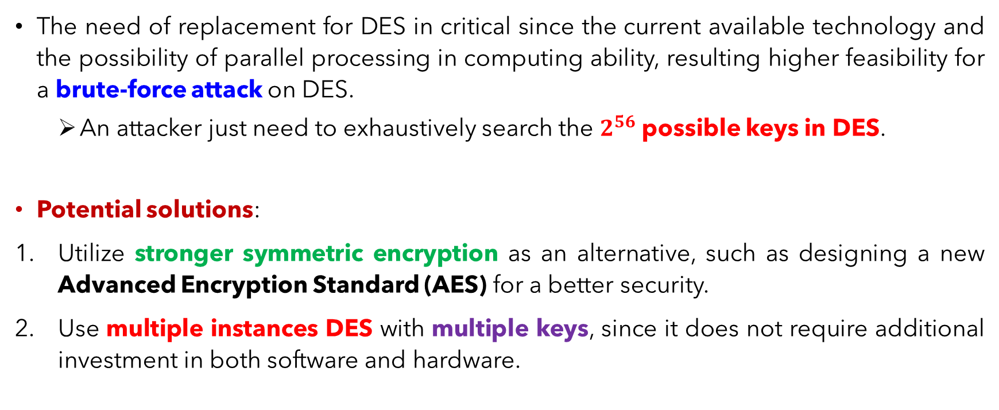 • The need of replacement for DES in critical since the current available technology and
the possibility of parallel processing in computing ability, resulting higher feasibility for
a brute-force attack on DES.
➢ An attacker just need to exhaustively search the 2⁵⁶ possible keys in DES.
• Potential solutions:
1. Utilize stronger symmetric encryption as an alternative, such as designing a new
Advanced Encryption Standard (AES) for a better security.
2. Use multiple instances DES with multiple keys, since it does not require additional
investment in both software and hardware.